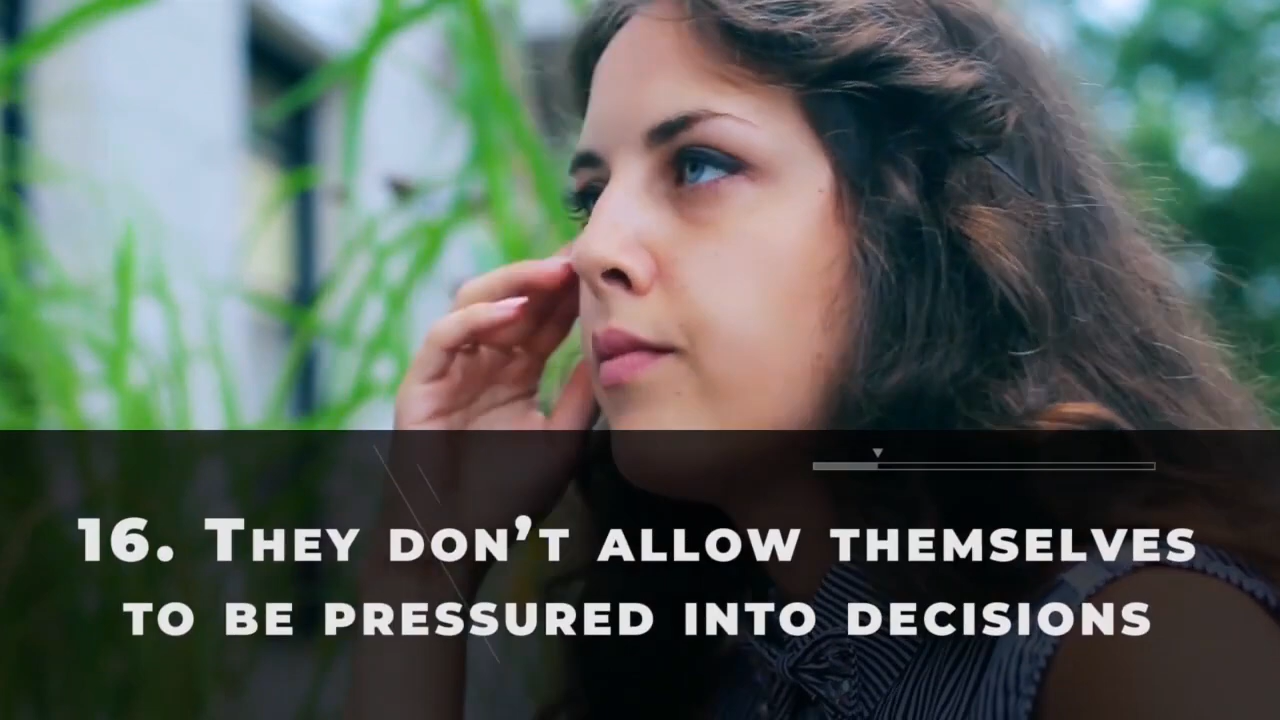 16. They don’t allow themselves
to be pressured into decisions